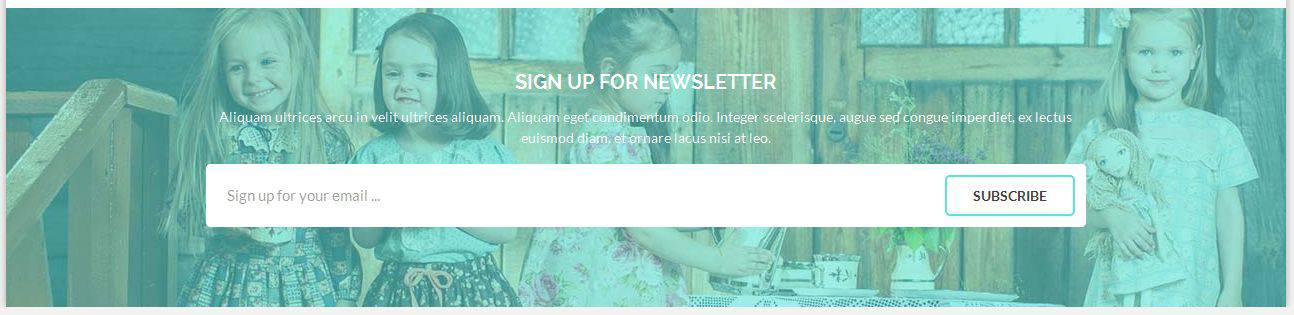 SIGN UP FOR NEWSLETTER
Aliquam ultrices arcu in velit ultrices aliquam. Aliquam eget condimentum odio. Integer scelerisque, augue sed congue imperdiet, ex lectus
euismod diam, et ornare lacus nisi at leo.
Sign up for your email ...
SUBSCRIBE